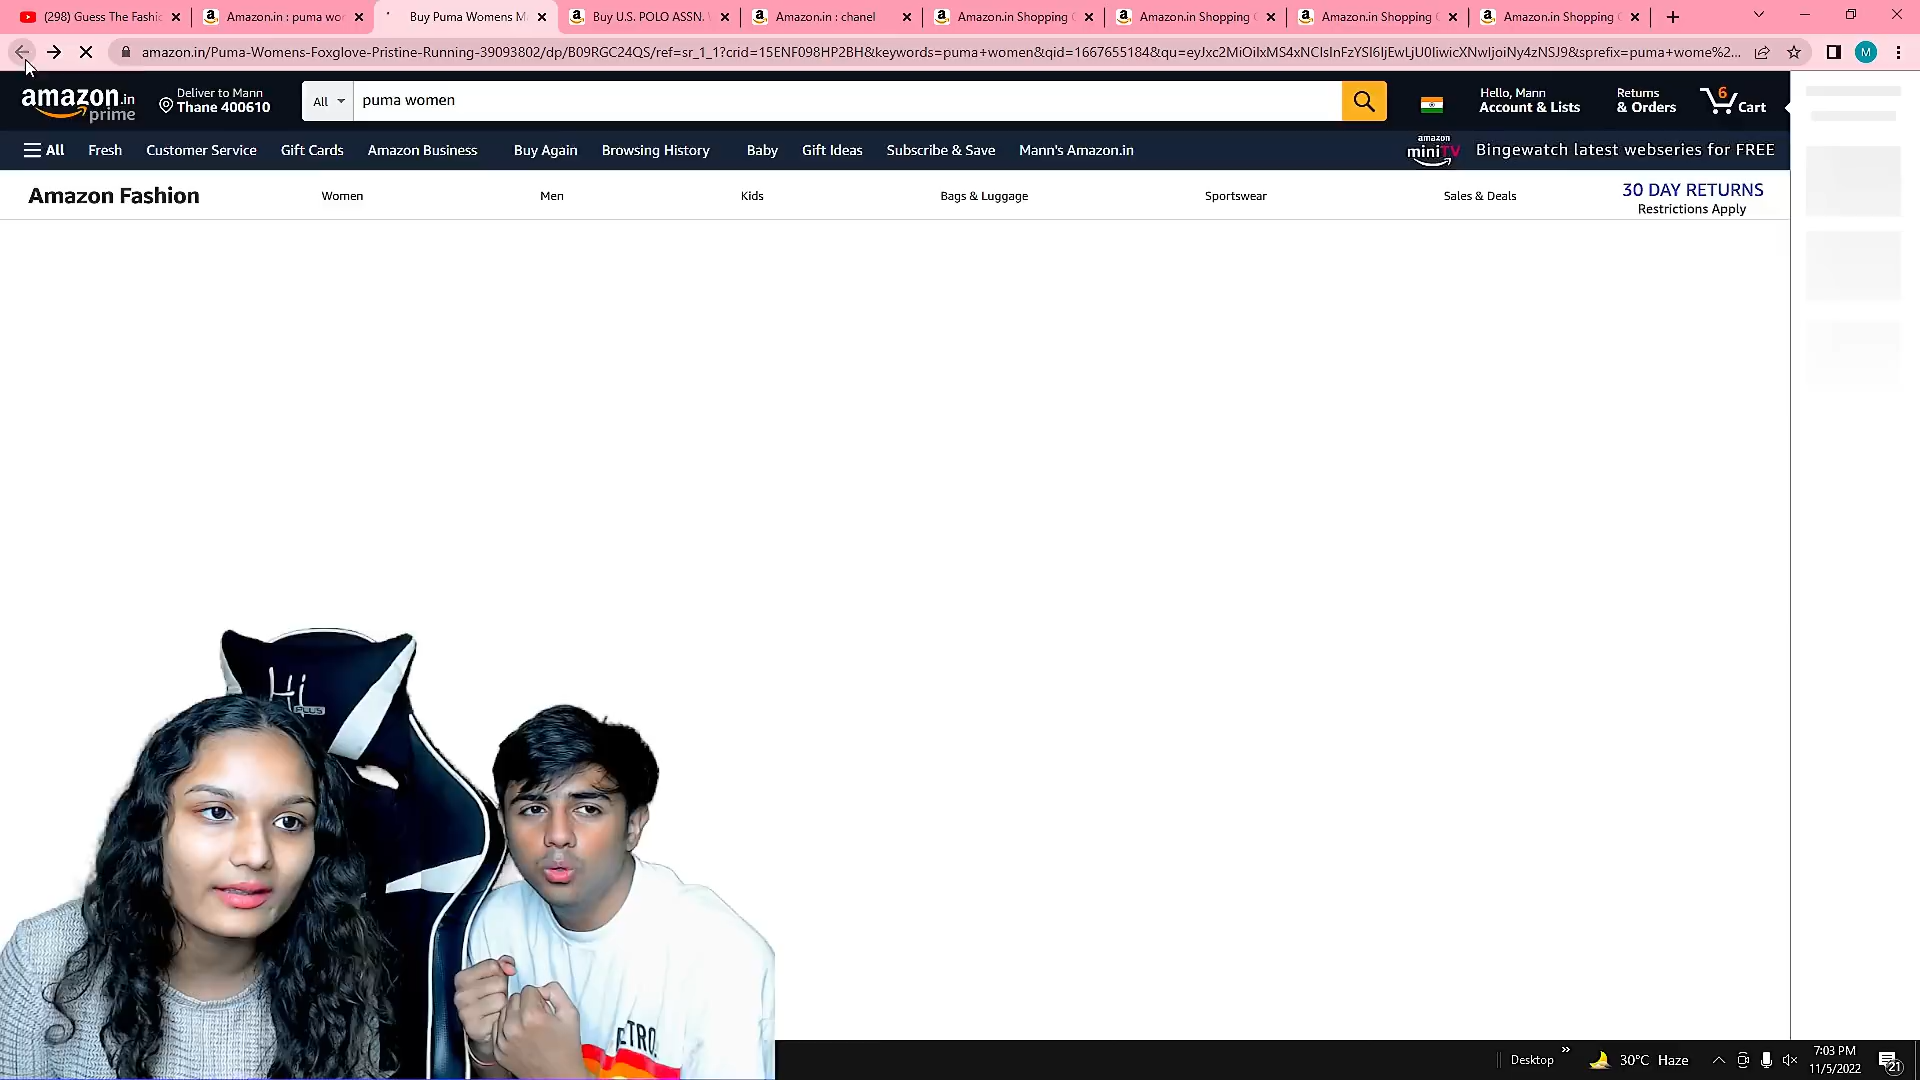 (298) Guess The Fashi
Amazon.in : puma wo
Buy Puma Womens M
Buy U.S. POLO ASSN.
Amazon.in : chanel
Amazon.in Shopping
Amazon.in Shopping
Amazon.in Shopping
Amazon.in Shopping
amazon.in/Puma-Womens-Foxglove-Pristine-Running-39093802/dp/B09RGC24QS/ref=sr_1_1?crid=15ENF098HP2BH&keywords=puma+women&qid=1667655184&qu=eyJxc2MiOiIxMS4xNCIsInFzYSI6IjEwLjU0IiwicXNwIjoiNy4zNSJ9&sprefix=puma+wome%2...
M
amazon.in
prime
Deliver to Mann
Thane 400610
All
puma women
Hello, Mann
Account & Lists
Returns
& Orders
6
Cart
All
Fresh
Customer Service
Gift Cards
Amazon Business
Buy Again
Browsing History
Baby
Gift Ideas
Subscribe & Save
Mann's Amazon.in
amazon
miniTV
Bingewatch latest webseries for FREE
Amazon Fashion
Women
Men
Kids
Bags & Luggage
Sportswear
Sales & Deals
30 DAY RETURNS
Restrictions Apply
Hi
PLUS
ETRO.
Desktop
30°C Haze
7:03 PM
11/5/2022
21